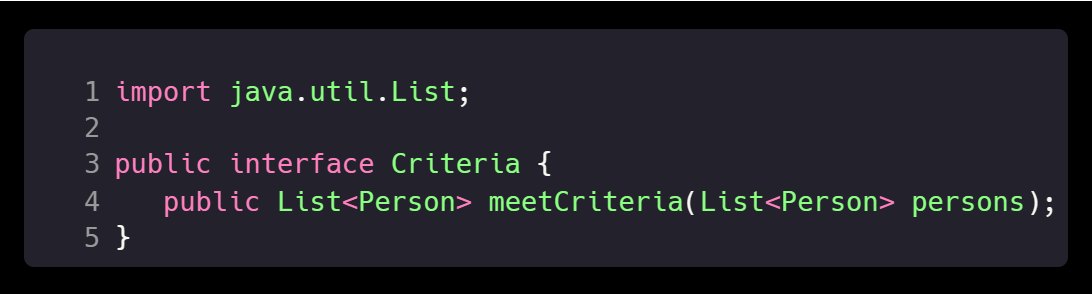 1 import java.util.List;
2
3 public interface Criteria {
4    public List<Person> meetCriteria(List<Person> persons);
5 }